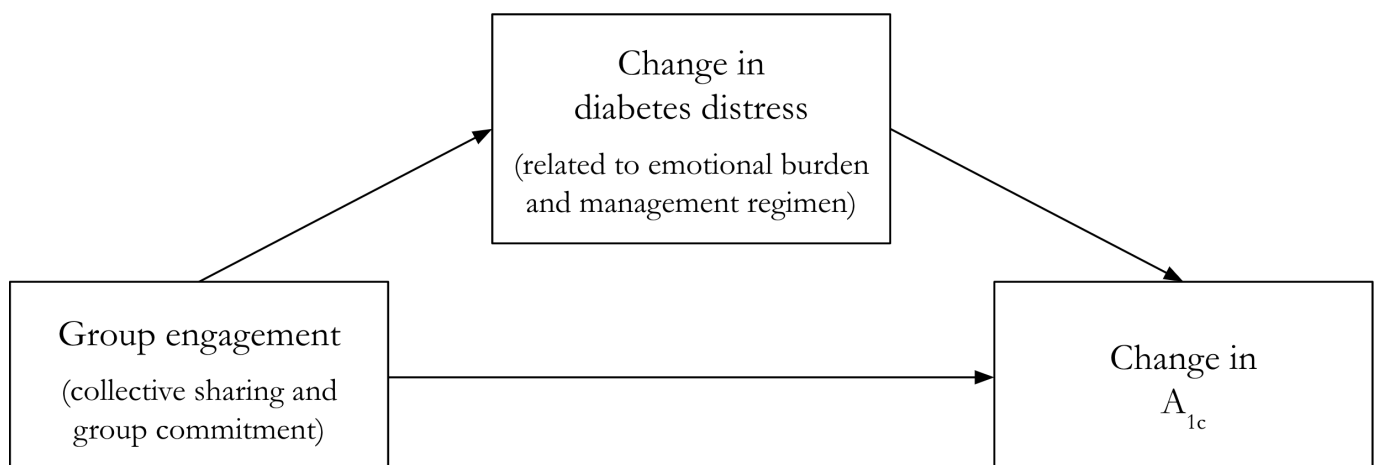 Change in
diabetes distress
(related to emotional burden
and management regimen)
Group engagement
(collective sharing and
group commitment)
Change in
A1c